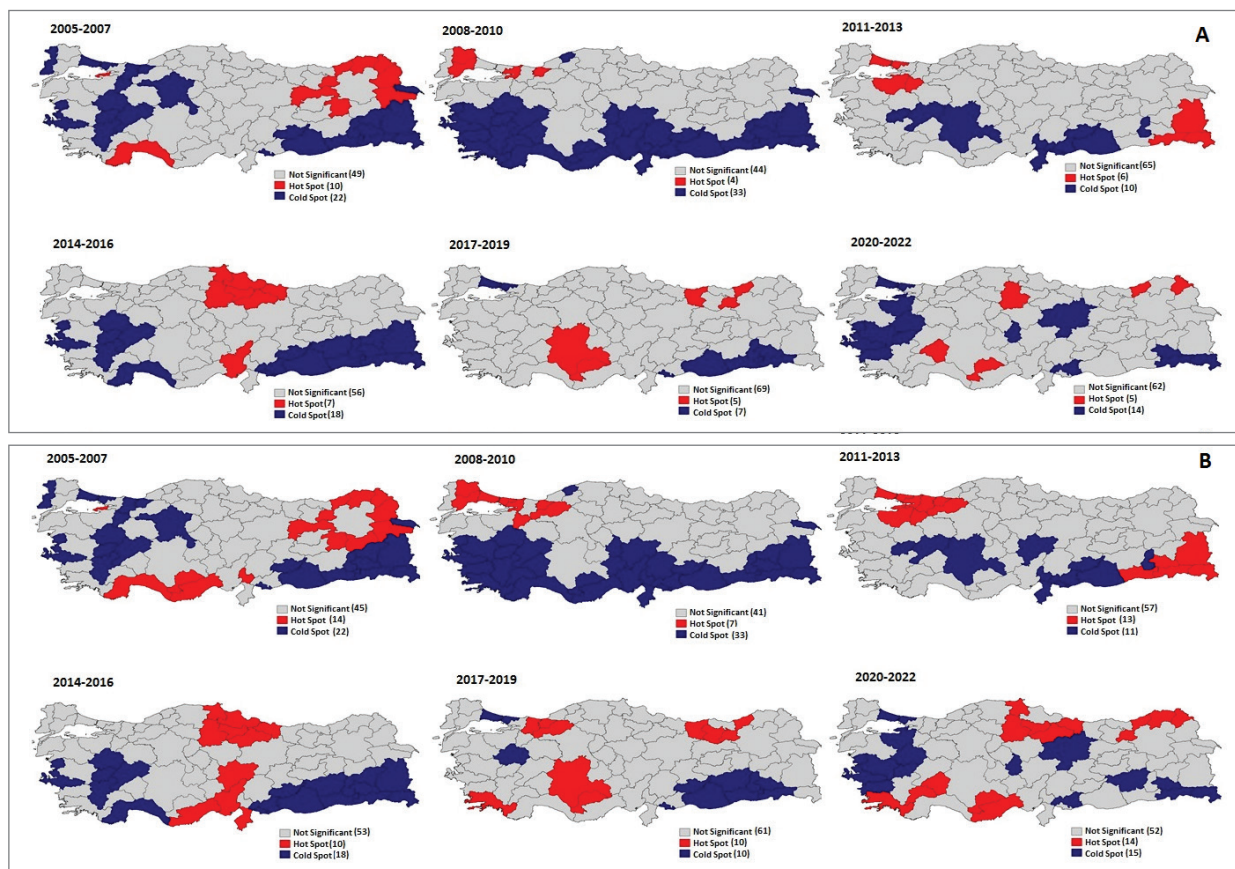 2005-2007
2008-2010
2011-2013
A
Not Significant (49)
Hot Spot (10)
Cold Spot (22)
Not Significant (44)
Hot Spot (4)
Cold Spot (33)
Not Significant (65)
Hot Spot (6)
Cold Spot (10)
2014-2016
2017-2019
2020-2022
Not Significant (56)
Hot Spot (7)
Cold Spot (18)
Not Significant (69)
Hot Spot (5)
Cold Spot (7)
Not Significant (62)
Hot Spot (5)
Cold Spot (14)
2005-2007
2008-2010
2011-2013
B
Not Significant (45)
Hot Spot (14)
Cold Spot (22)
Not Significant (41)
Hot Spot (7)
Cold Spot (33)
Not Significant (57)
Hot Spot (13)
Cold Spot (11)
2014-2016
2017-2019
2020-2022
Not Significant (53)
Hot Spot (10)
Cold Spot (18)
Not Significant (61)
Hot Spot (10)
Cold Spot (10)
Not Significant (52)
Hot Spot (14)
Cold Spot (15)